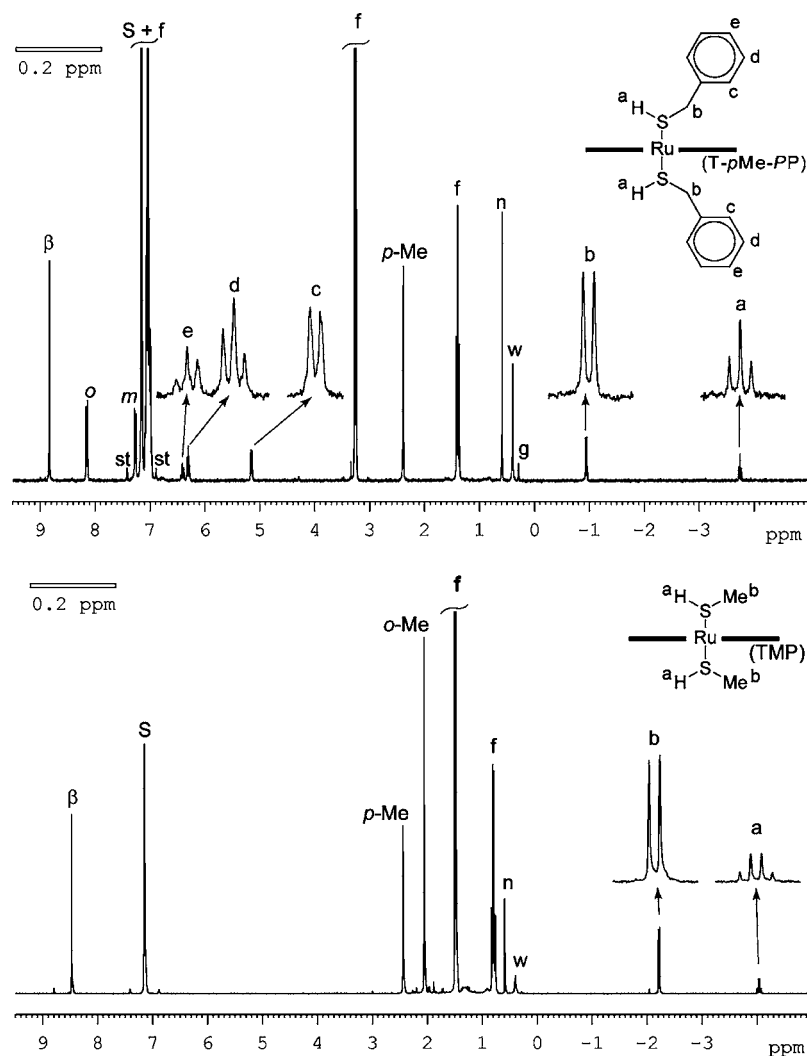 S + f
f
0.2 ppm
e
d
c
a
H
S
b
Ru
(T-pMe-PP)
a
H
S
b
c
d
e
β
o
st
m
st
e
d
c
f
p-Me
f
n
w
g
b
a
9 8 7 6 5 4 3 2 1 0 −1 −2 −3 ppm
0.2 ppm
f
o-Me
a
H
S
Me
b
Ru
(TMP)
a
H
S
Me
b
S
β
p-Me
f
n
w
b
a
9 8 7 6 5 4 3 2 1 0 −1 −2 −3 ppm